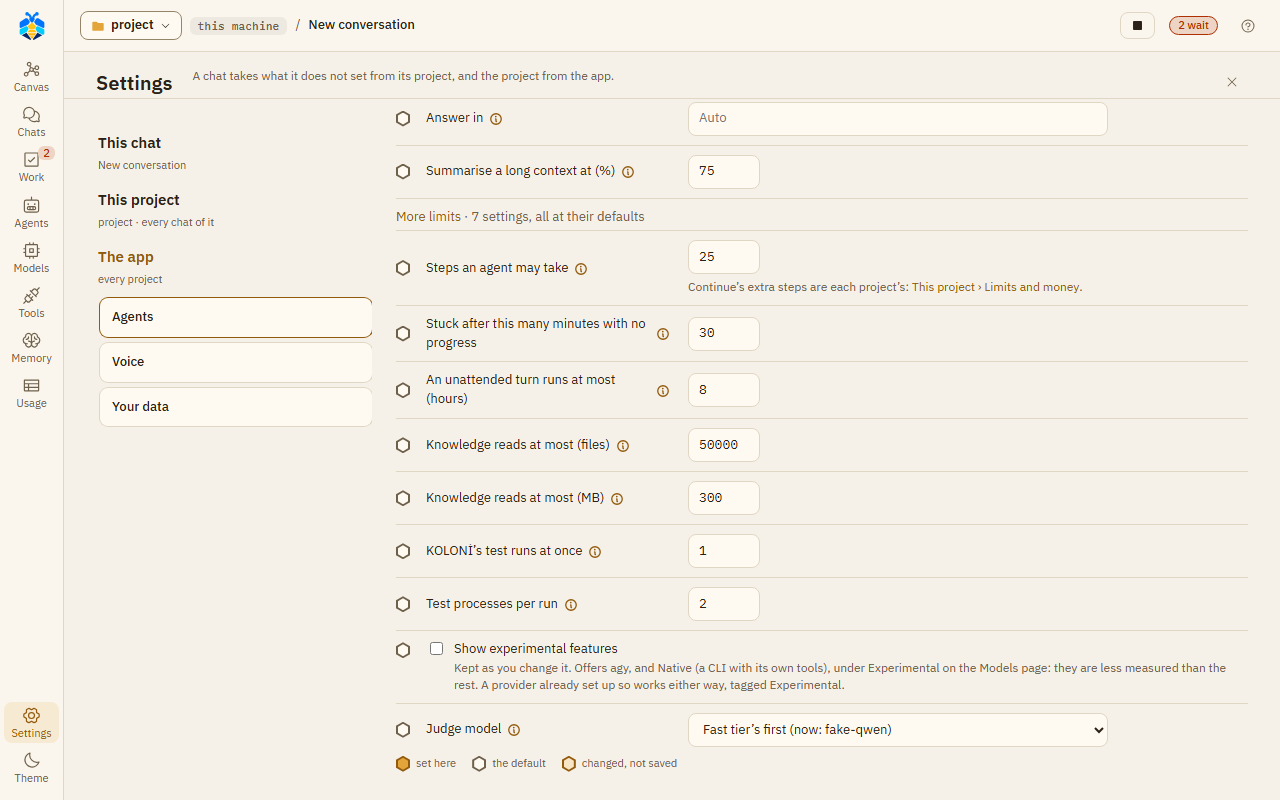 project
this machine / New conversation
2 wait
Canvas
Chats
2
Work
Agents
Models
Tools
Memory
Usage
Settings
Theme
Settings
A chat takes what it does not set from its project, and the project from the app.
This chat
New conversation
This project
project · every chat of it
The app
every project
Agents
Voice
Your data
Answer in
Auto
Summarise a long context at (%)
75
More limits · 7 settings, all at their defaults
Steps an agent may take
25
Continue's extra steps are each project's: This project › Limits and money.
Stuck after this many minutes with no
progress
30
An unattended turn runs at most
(hours)
8
Knowledge reads at most (files)
50000
Knowledge reads at most (MB)
300
KOLONİ's test runs at once
1
Test processes per run
2
Show experimental features
Kept as you change it. Offers agy, and Native (a CLI with its own tools), under Experimental on the Models page: they are less measured than the
rest. A provider already set up so works either way, tagged Experimental.
Judge model
Fast tier's first (now: fake-qwen)
set here
the default
changed, not saved